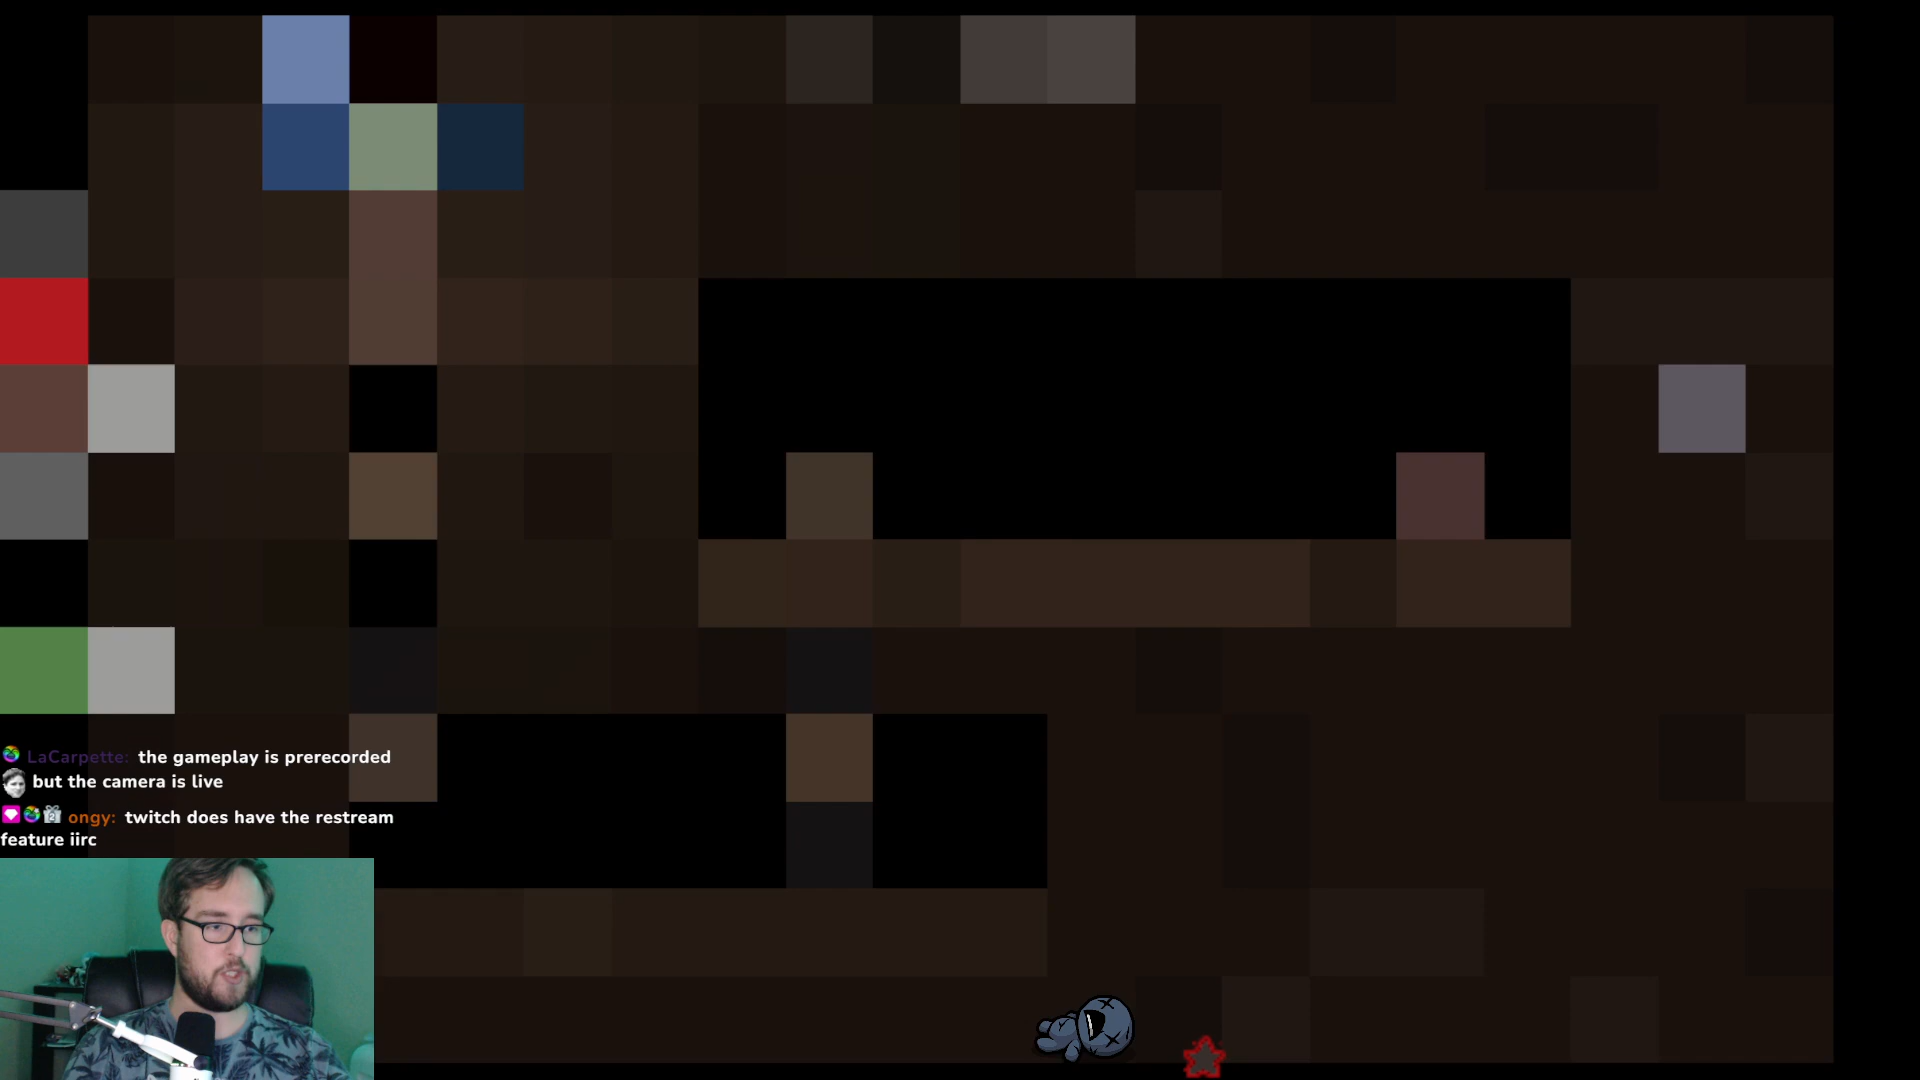 LaCarpette: the gameplay is prerecorded
but the camera is live
ongy: twitch does have the restream
feature iirc